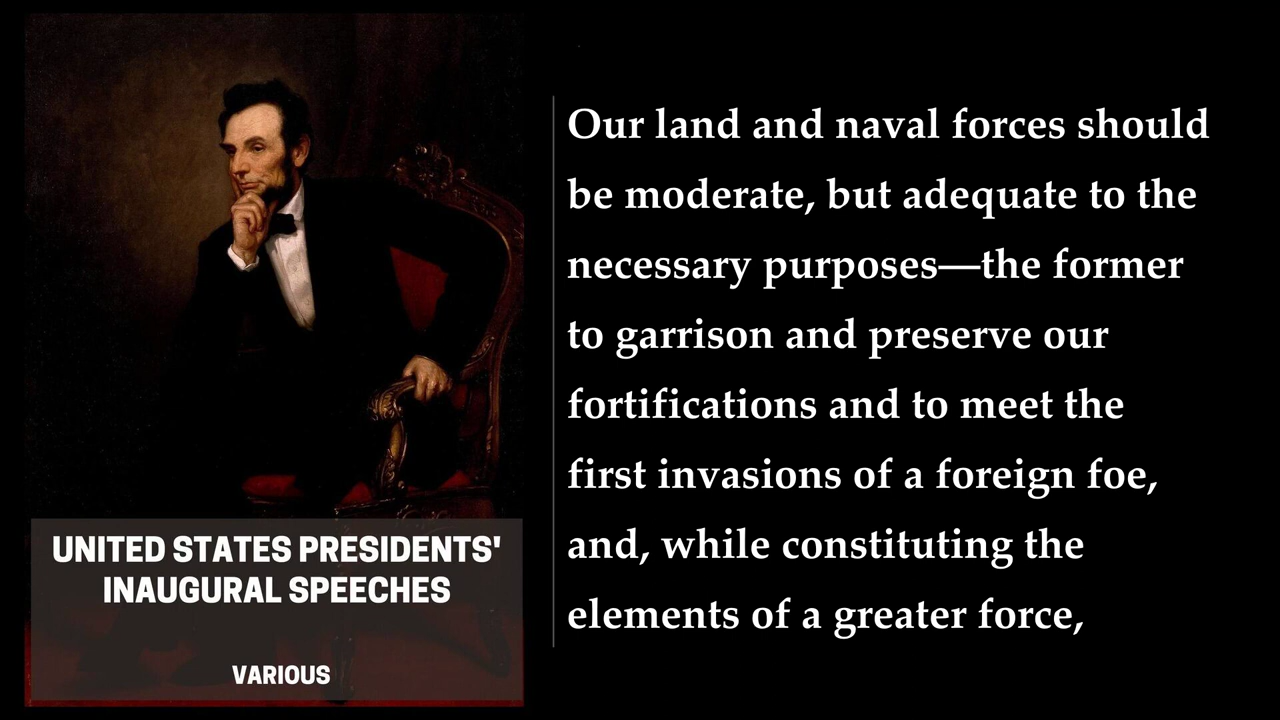 UNITED STATES PRESIDENTS'
INAUGURAL SPEECHES
VARIOUS
Our land and naval forces should
be moderate, but adequate to the
necessary purposes—the former
to garrison and preserve our
fortifications and to meet the
first invasions of a foreign foe,
and, while constituting the
elements of a greater force,